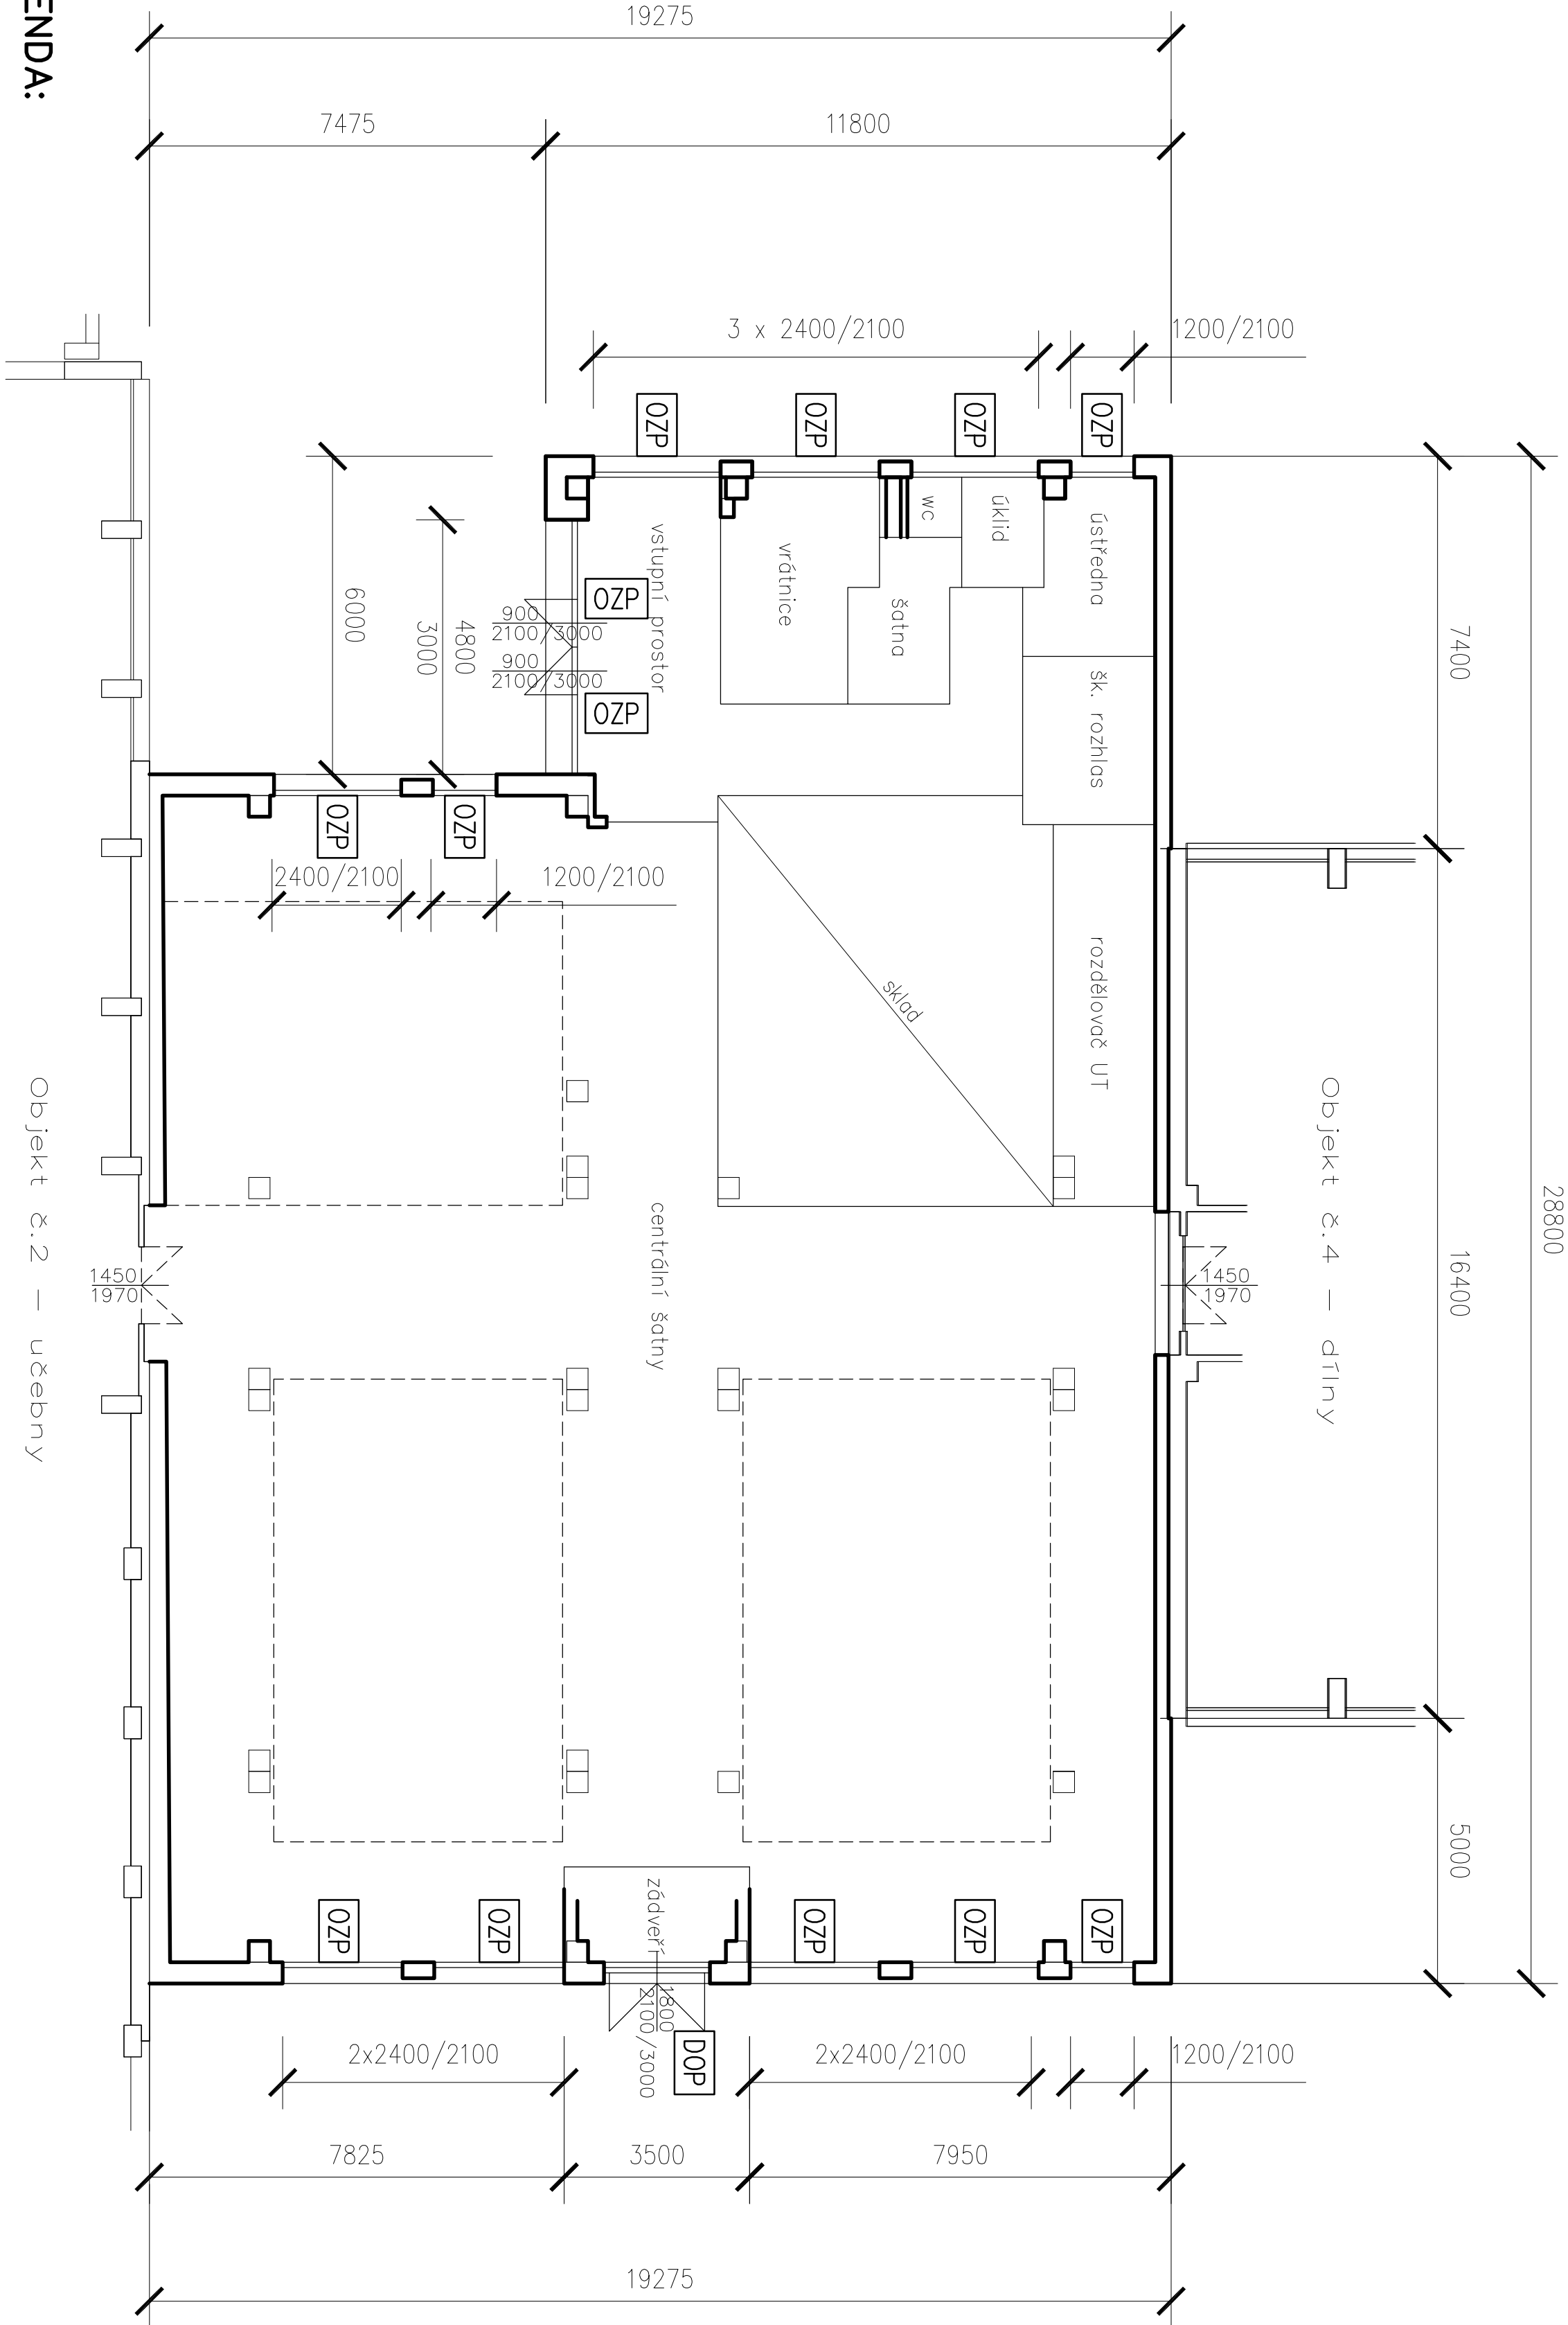 19275
7475
11800
3 x 2400/2100
1200/2100
OZP
OZP
OZP
OZP
ENDA:
7400
28800
16400
5000
vstupní prostor
vrátnice
wc
úklid
šatna
ústředna
šk. rozhlas
OZP
900
2100/3000
900
2100/3000
OZP
6000
4800
3000
OZP
OZP
2400/2100
1200/2100
sklad
rozdělovač UT
Objekt č.4 – dílny
Objekt č.2 – učebny
centrální šatny
1450
1970
1450
1970
zádveří
OZP
OZP
OZP
OZP
OZP
1800
2100/3000
DOP
2x2400/2100
2x2400/2100
1200/2100
7825
3500
7950
19275